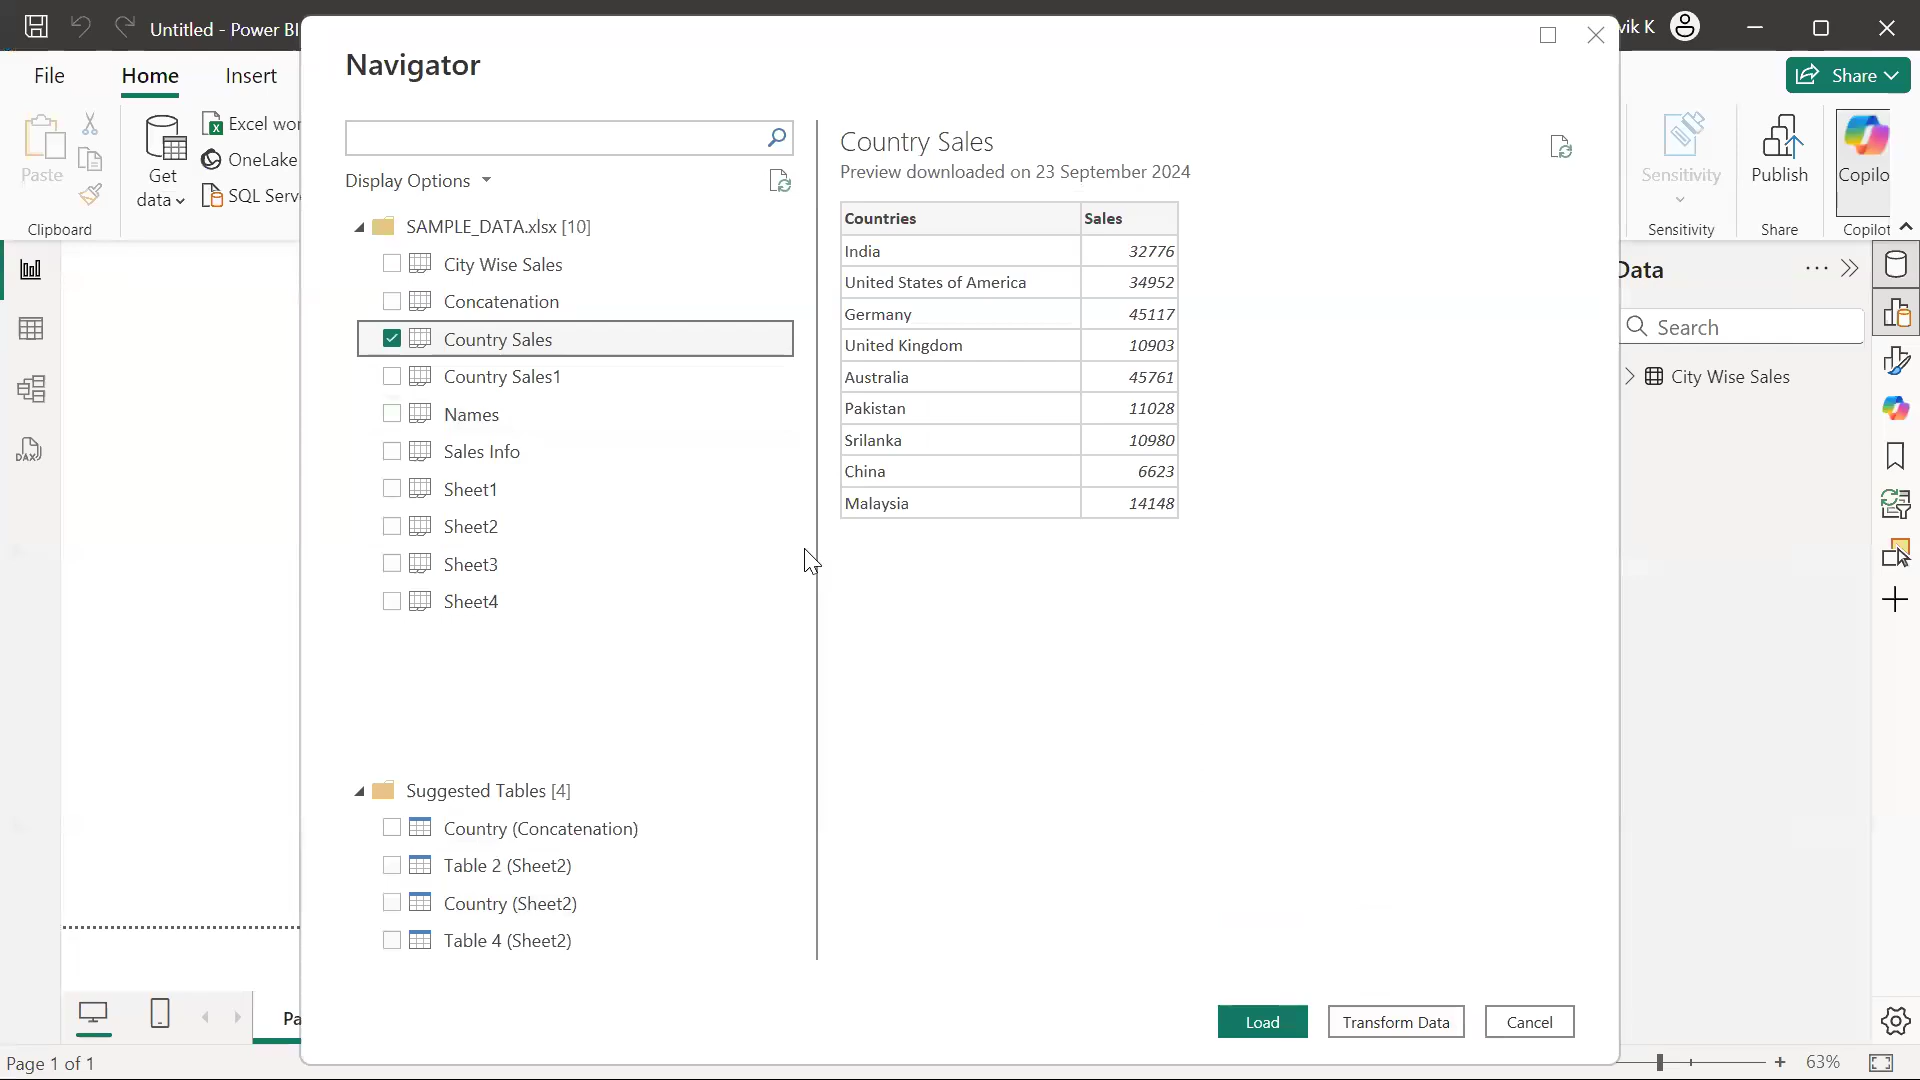 Untitled - Power BI
vik K
File
Home
Insert
Share
Paste
Clipboard
Get
data
Excel wor
OneLake
SQL Serv
Sensitivity
Sensitivity
Publish
Share
Copilo
Copilot
Navigator
Display Options
SAMPLE_DATA.xlsx [10]
City Wise Sales
Concatenation
Country Sales
Country Sales1
Names
Sales Info
Sheet1
Sheet2
Sheet3
Sheet4
Suggested Tables [4]
Country (Concatenation)
Table 2 (Sheet2)
Country (Sheet2)
Table 4 (Sheet2)
Country Sales
Preview downloaded on 23 September 2024
Countries Sales
India 32776
United States of America 34952
Germany 45117
United Kingdom 10903
Australia 45761
Pakistan 11028
Srilanka 10980
China 6623
Malaysia 14148
Load
Transform Data
Cancel
Data
Search
City Wise Sales
DAX
Pa
Page 1 of 1
63%